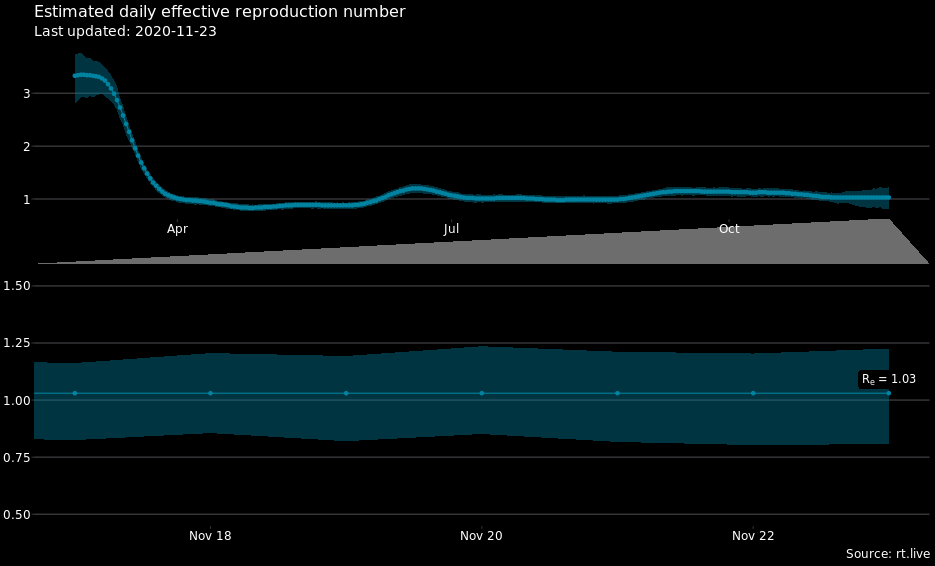 Estimated daily effective reproduction number
Last updated: 2020-11-23
3
2
1
Apr Jul Oct
1.50
1.25
Re = 1.03
1.00
0.75
0.50
Nov 18 Nov 20 Nov 22
Source: rt.live